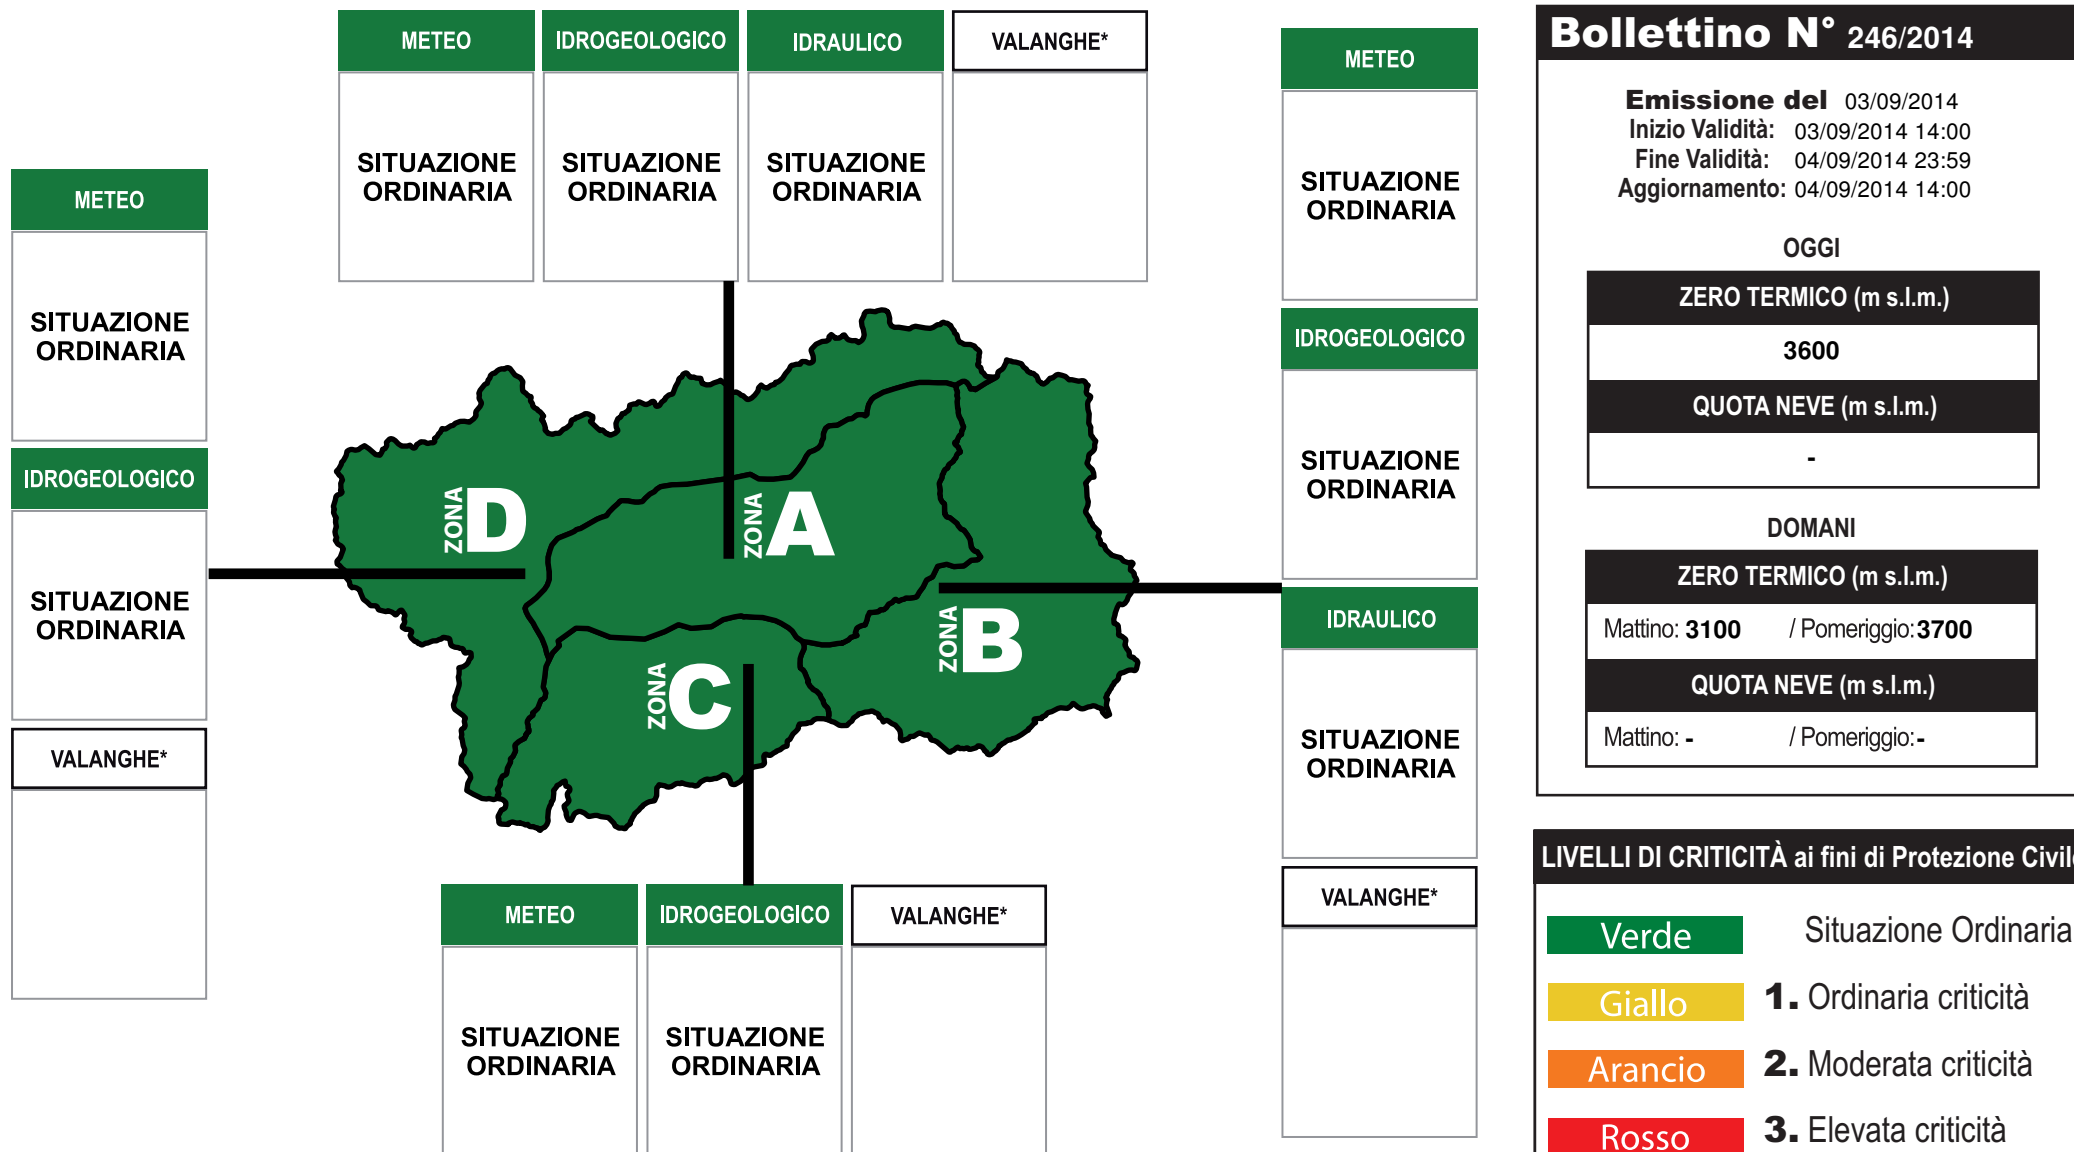 METEO
IDROGEOLOGICO
IDRAULICO
VALANGHE*
SITUAZIONE
ORDINARIA
SITUAZIONE
ORDINARIA
SITUAZIONE
ORDINARIA
METEO
SITUAZIONE
ORDINARIA
IDROGEOLOGICO
SITUAZIONE
ORDINARIA
VALANGHE*
ZONA D
ZONA A
ZONA B
ZONA C
METEO
SITUAZIONE
ORDINARIA
IDROGEOLOGICO
SITUAZIONE
ORDINARIA
IDRAULICO
SITUAZIONE
ORDINARIA
VALANGHE*
METEO
IDROGEOLOGICO
VALANGHE*
SITUAZIONE
ORDINARIA
SITUAZIONE
ORDINARIA
Bollettino N° 246/2014
Emissione del 03/09/2014
Inizio Validità: 03/09/2014 14:00
Fine Validità: 04/09/2014 23:59
Aggiornamento: 04/09/2014 14:00
OGGI
ZERO TERMICO (m s.l.m.)
3600
QUOTA NEVE (m s.l.m.)
-
DOMANI
ZERO TERMICO (m s.l.m.)
Mattino: 3100 / Pomeriggio: 3700
QUOTA NEVE (m s.l.m.)
Mattino: - / Pomeriggio: -
LIVELLI DI CRITICITÀ ai fini di Protezione Civile
Verde Situazione Ordinaria
Giallo 1. Ordinaria criticità
Arancio 2. Moderata criticità
Rosso 3. Elevata criticità